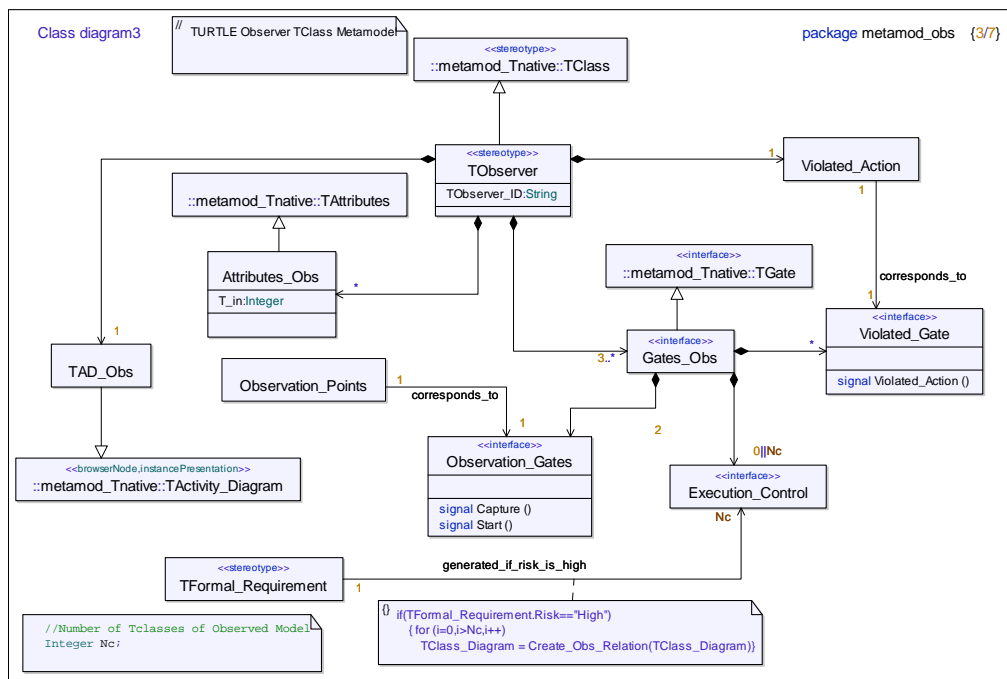 Class diagram3
//
TURTLE Observer TClass Metamodel
package metamod_obs {3/7}
<<stereotype>>
::metamod_Tnative::TClass
<<stereotype>>
TObserver
TObserver_ID:String
1
Violated_Action
1
::metamod_Tnative::TAttributes
Attributes_Obs
T_in:Integer
*
<<interface>>
::metamod_Tnative::TGate
corresponds_to
1
<<interface>>
Violated_Gate
signal Violated_Action ()
1
TAD_Obs
<<interface>>
Gates_Obs
3..*
*
Observation_Points
1
corresponds_to
1
2
<<interface>>
Observation_Gates
signal Capture ()
signal Start ()
0||Nc
<<interface>>
Execution_Control
Nc
<<browserNode,instancePresentation>>
::metamod_Tnative::TActivity_Diagram
<<stereotype>>
TFormal_Requirement
1
generated_if_risk_is_high
{}
if(TFormal_Requirement.Risk=="High")
{ for (i=0,i>Nc,i++)
TClass_Diagram = Create_Obs_Relation(TClass_Diagram)}
//Number of Tclasses of Observed Model
Integer Nc;